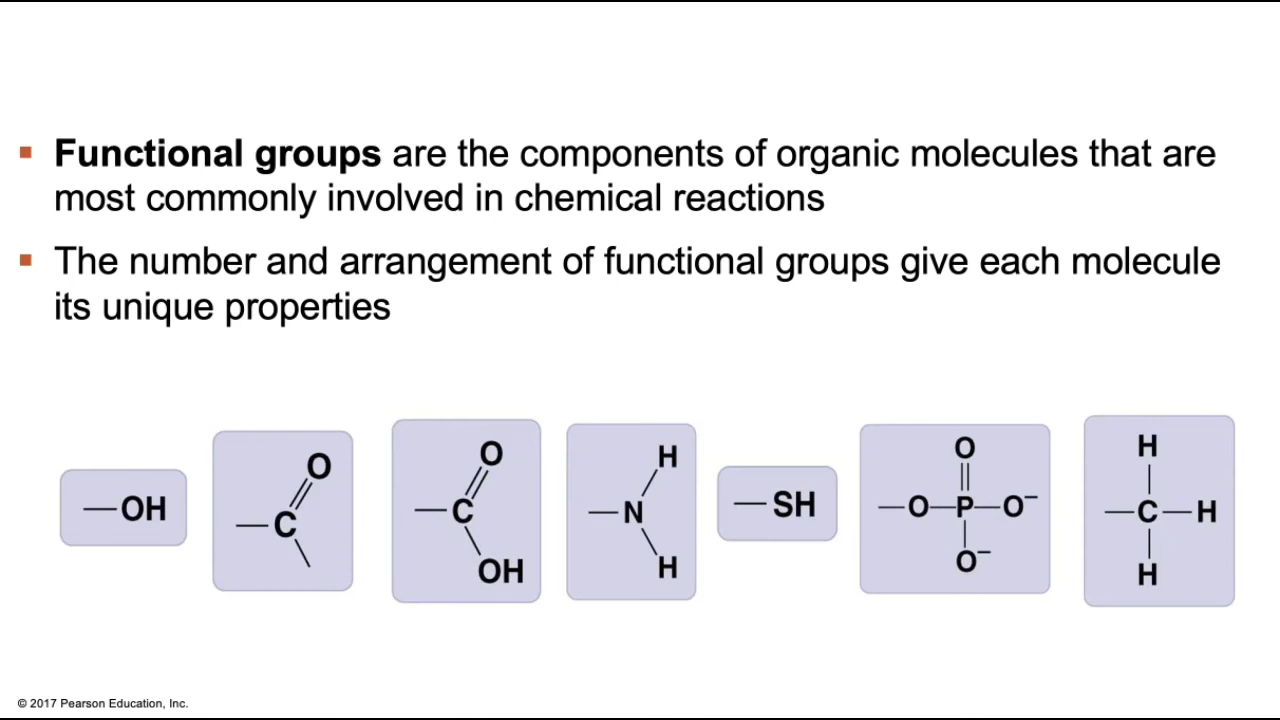 Functional groups are the components of organic molecules that are
most commonly involved in chemical reactions
The number and arrangement of functional groups give each molecule
its unique properties
—OH
O
—C
O
—C
OH
H
—N
H
—SH
O
—O—P—O⁻
O⁻
H
—C—H
H
© 2017 Pearson Education, Inc.